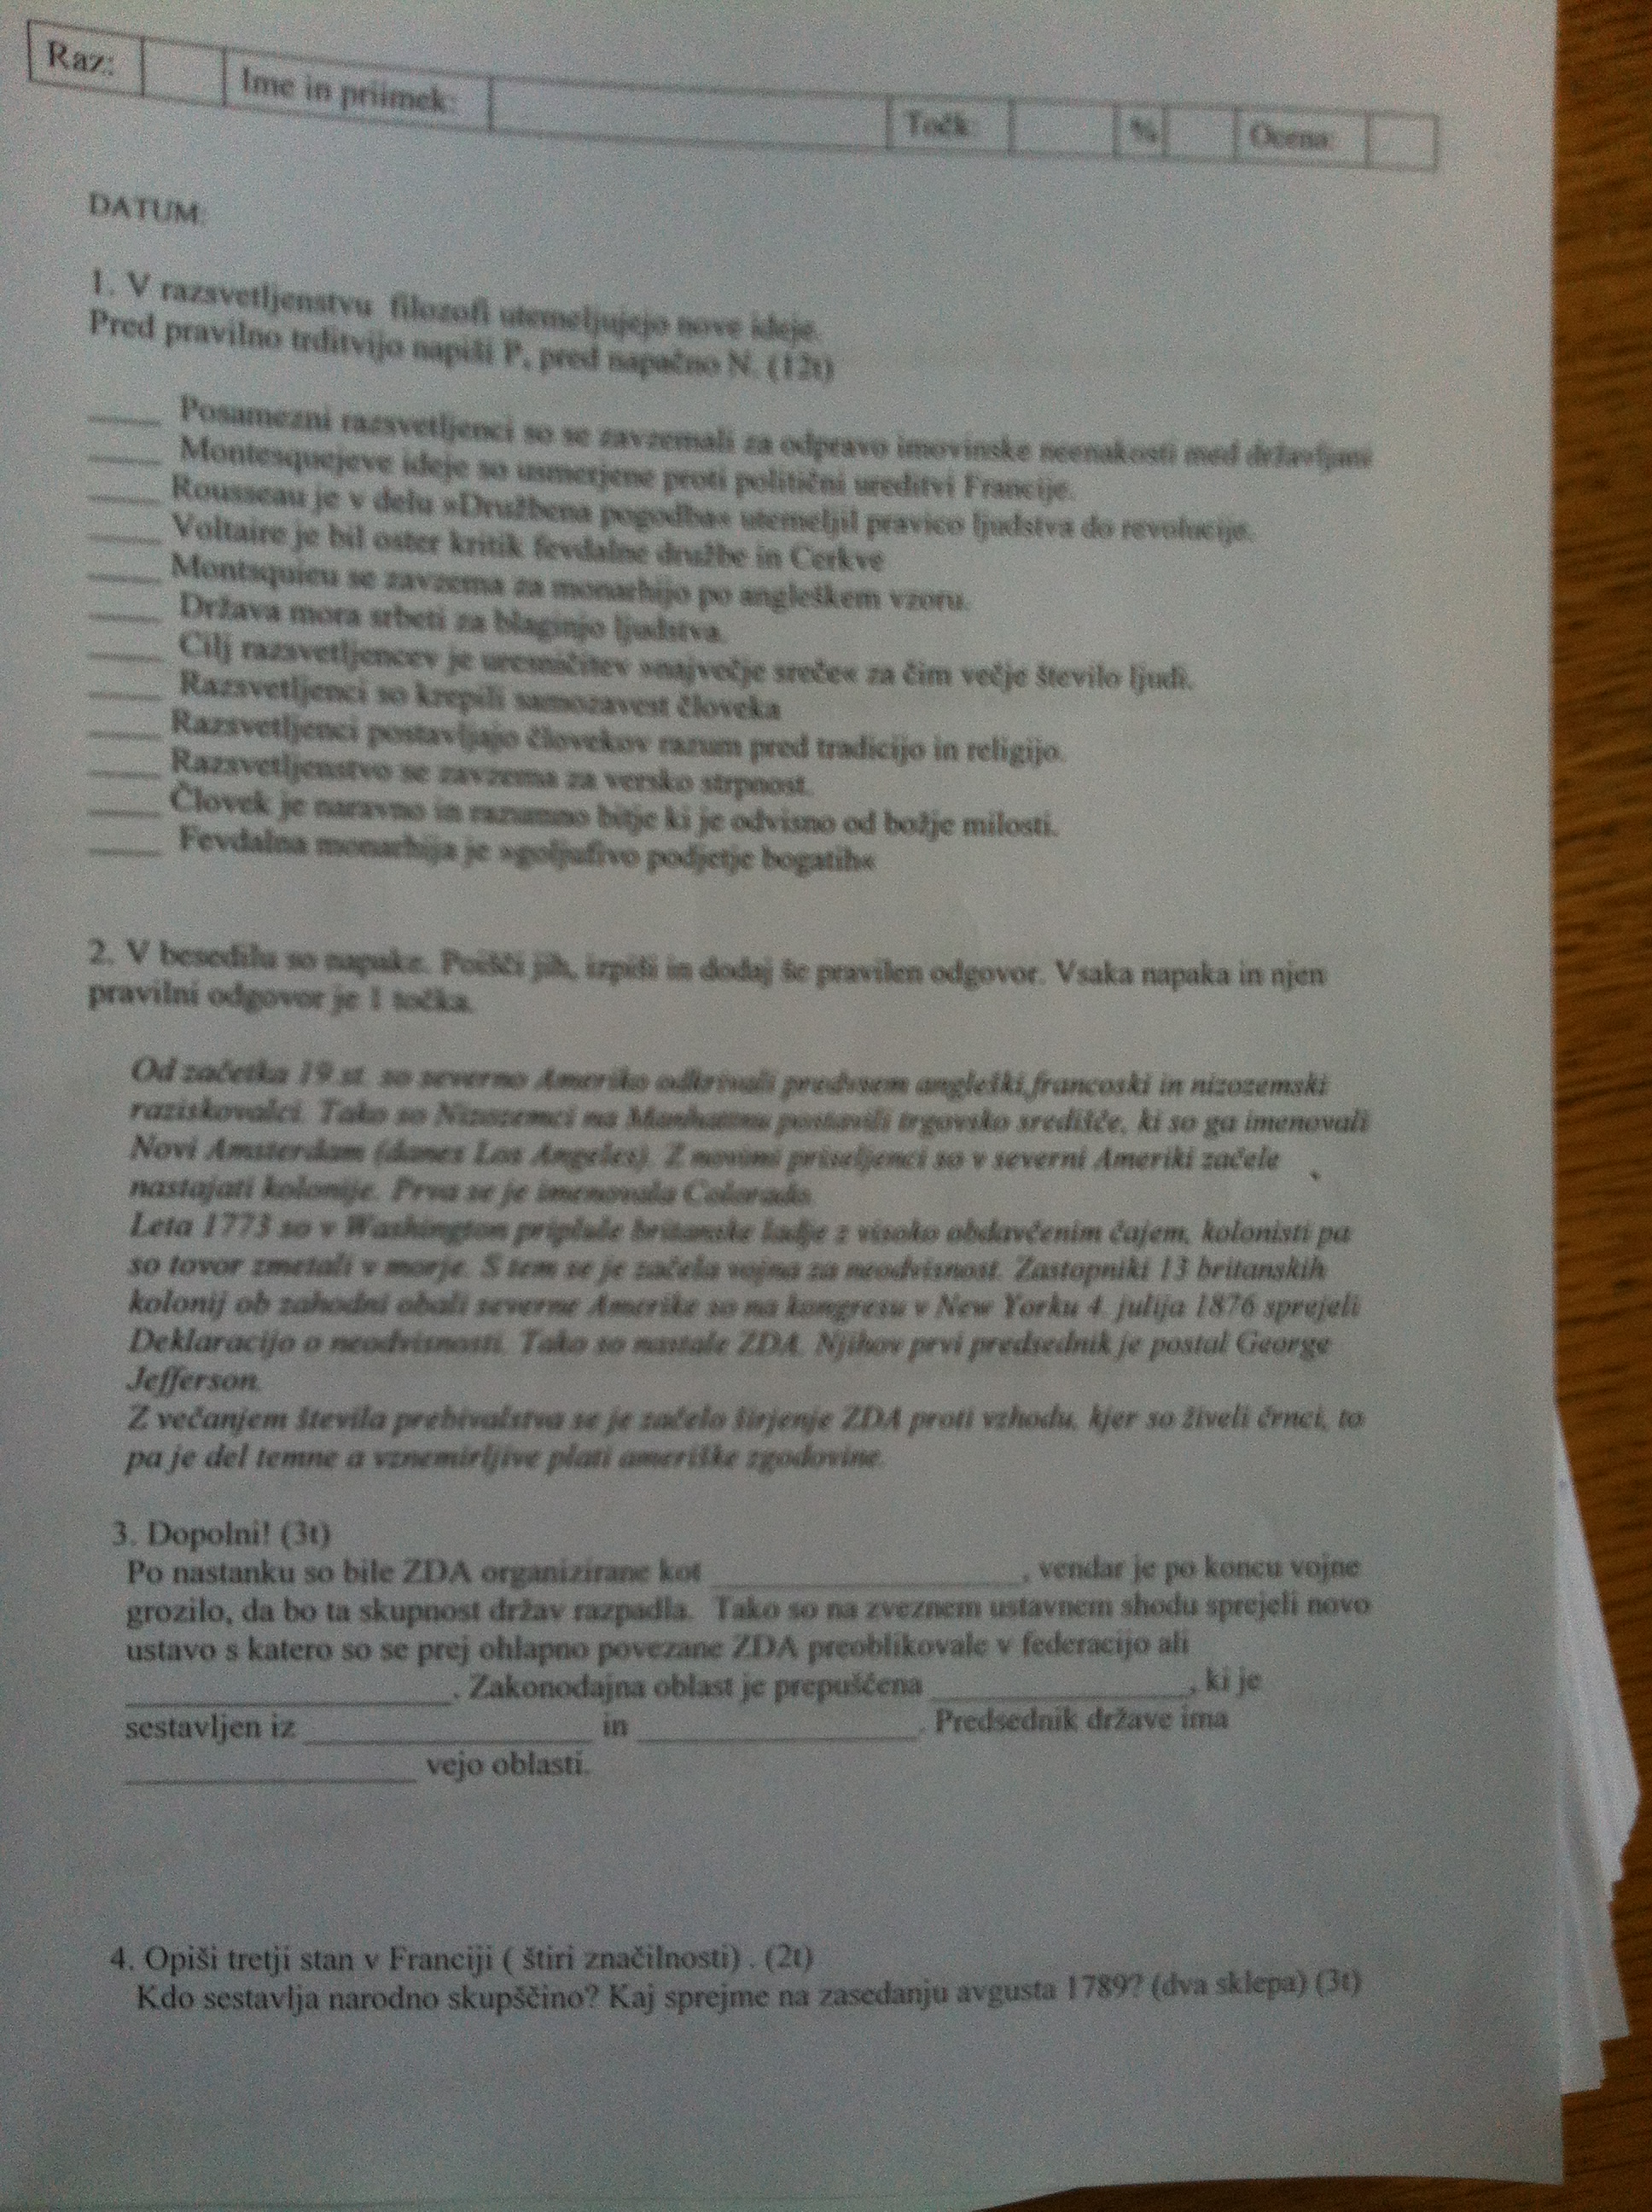 Raz: Ime in priimek: Točk: % Ocena:
DATUM:
1. V razsvetljenstvu filozofi utemeljujejo nove ideje.
Pred pravilno trditvijo napiši P, pred napačno N. (12t)
_____ Posamezni razsvetljenci so se zavzemali za odpravo imovinske neenakosti med državljani
_____ Montesquejeve ideje so usmerjene proti politični ureditvi Francije.
_____ Rousseau je v delu »Družbena pogodba« utemeljil pravico ljudstva do revolucije.
_____ Voltaire je bil oster kritik fevdalne družbe in Cerkve
_____ Montsquieu se zavzema za monarhijo po angleškem vzoru.
_____ Država mora srbeti za blaginjo ljudstva.
_____ Cilj razsvetljencev je uresničitev »največje sreče« za čim večje število ljudi.
_____ Razsvetljenci so krepili samozavest človeka
_____ Razsvetljenci postavljajo človekov razum pred tradicijo in religijo.
_____ Razsvetljenstvo se zavzema za versko strpnost.
_____ Človek je naravno in razumno bitje ki je odvisno od božje milosti.
_____ Fevdalna monarhija je »goljufivo podjetje bogatih«
2. V besedilu so napake. Poišči jih, izpiši in dodaj še pravilen odgovor. Vsaka napaka in njen
pravilni odgovor je 1 točka.
Od začetka 19 st. so severno Ameriko odkrivali predvsem angleški,francoski in nizozemski
raziskovalci. Tako so Nizozemci na Manhattnu postavili trgovsko središče, ki so ga imenovali
Novi Amsterdam (danes Los Angeles). Z novimi priseljenci so v severni Ameriki začele
nastajati kolonije. Prva se je imenovala Colorado.
Leta 1773 so v Washington priplule britanske ladje z visoko obdavčenim čajem, kolonisti pa
so tovor zmetali v morje. S tem se je začela vojna za neodvisnost. Zastopniki 13 britanskih
kolonij ob zahodni obali severne Amerike so na kongresu v New Yorku 4. julija 1876 sprejeli
Deklaracijo o neodvisnosti. Tako so nastale ZDA. Njihov prvi predsednik je postal George
Jefferson.
Z večanjem števila prebivalstva se je začelo širjenje ZDA proti vzhodu, kjer so živeli črnci, to
pa je del temne a vznemirljive plati ameriške zgodovine.
3. Dopolni! (3t)
Po nastanku so bile ZDA organizirane kot ____________________, vendar je po koncu vojne
grozilo, da bo ta skupnost držav razpadla. Tako so na zveznem ustavnem shodu sprejeli novo
ustavo s katero so se prej ohlapno povezane ZDA preoblikovale v federacijo ali
____________________. Zakonodajna oblast je prepuščena ________________, ki je
sestavljen iz __________________ in _________________. Predsednik države ima
__________________ vejo oblasti.
4. Opiši tretji stan v Franciji ( štiri značilnosti) . (2t)
Kdo sestavlja narodno skupščino? Kaj sprejme na zasedanju avgusta 1789? (dva sklepa) (3t)